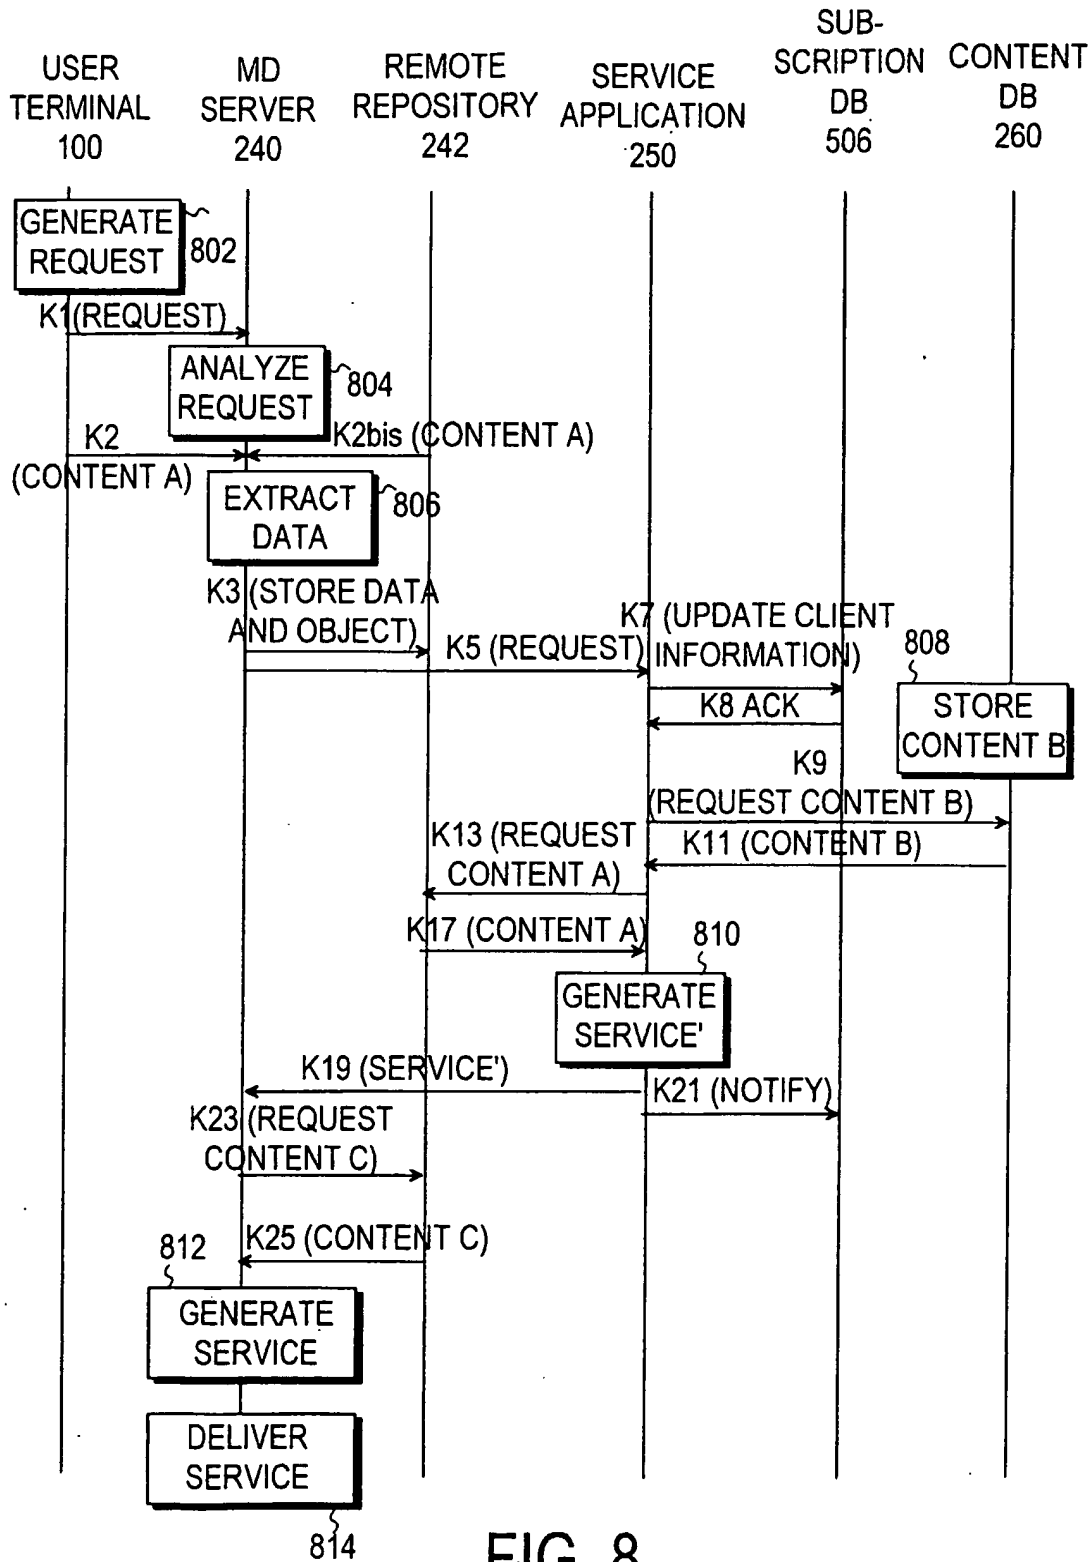 USER
TERMINAL
100
MD
SERVER
240
REMOTE
REPOSITORY
242
SERVICE
APPLICATION
250
SUB-
SCRIPTION
DB
506
CONTENT
DB
260
GENERATE
REQUEST
802
K1(REQUEST)
ANALYZE
REQUEST
804
K2
(CONTENT A)
K2bis (CONTENT A)
EXTRACT
DATA
806
K3 (STORE DATA
AND OBJECT)
K5 (REQUEST)
K7 (UPDATE CLIENT
INFORMATION)
808
K8 ACK
STORE
CONTENT B
K9
(REQUEST CONTENT B)
K11 (CONTENT B)
K13 (REQUEST
CONTENT A)
K17 (CONTENT A)
810
GENERATE
SERVICE'
K19 (SERVICE')
K21 (NOTIFY)
K23 (REQUEST
CONTENT C)
K25 (CONTENT C)
812
GENERATE
SERVICE
DELIVER
SERVICE
814
FIG. 8